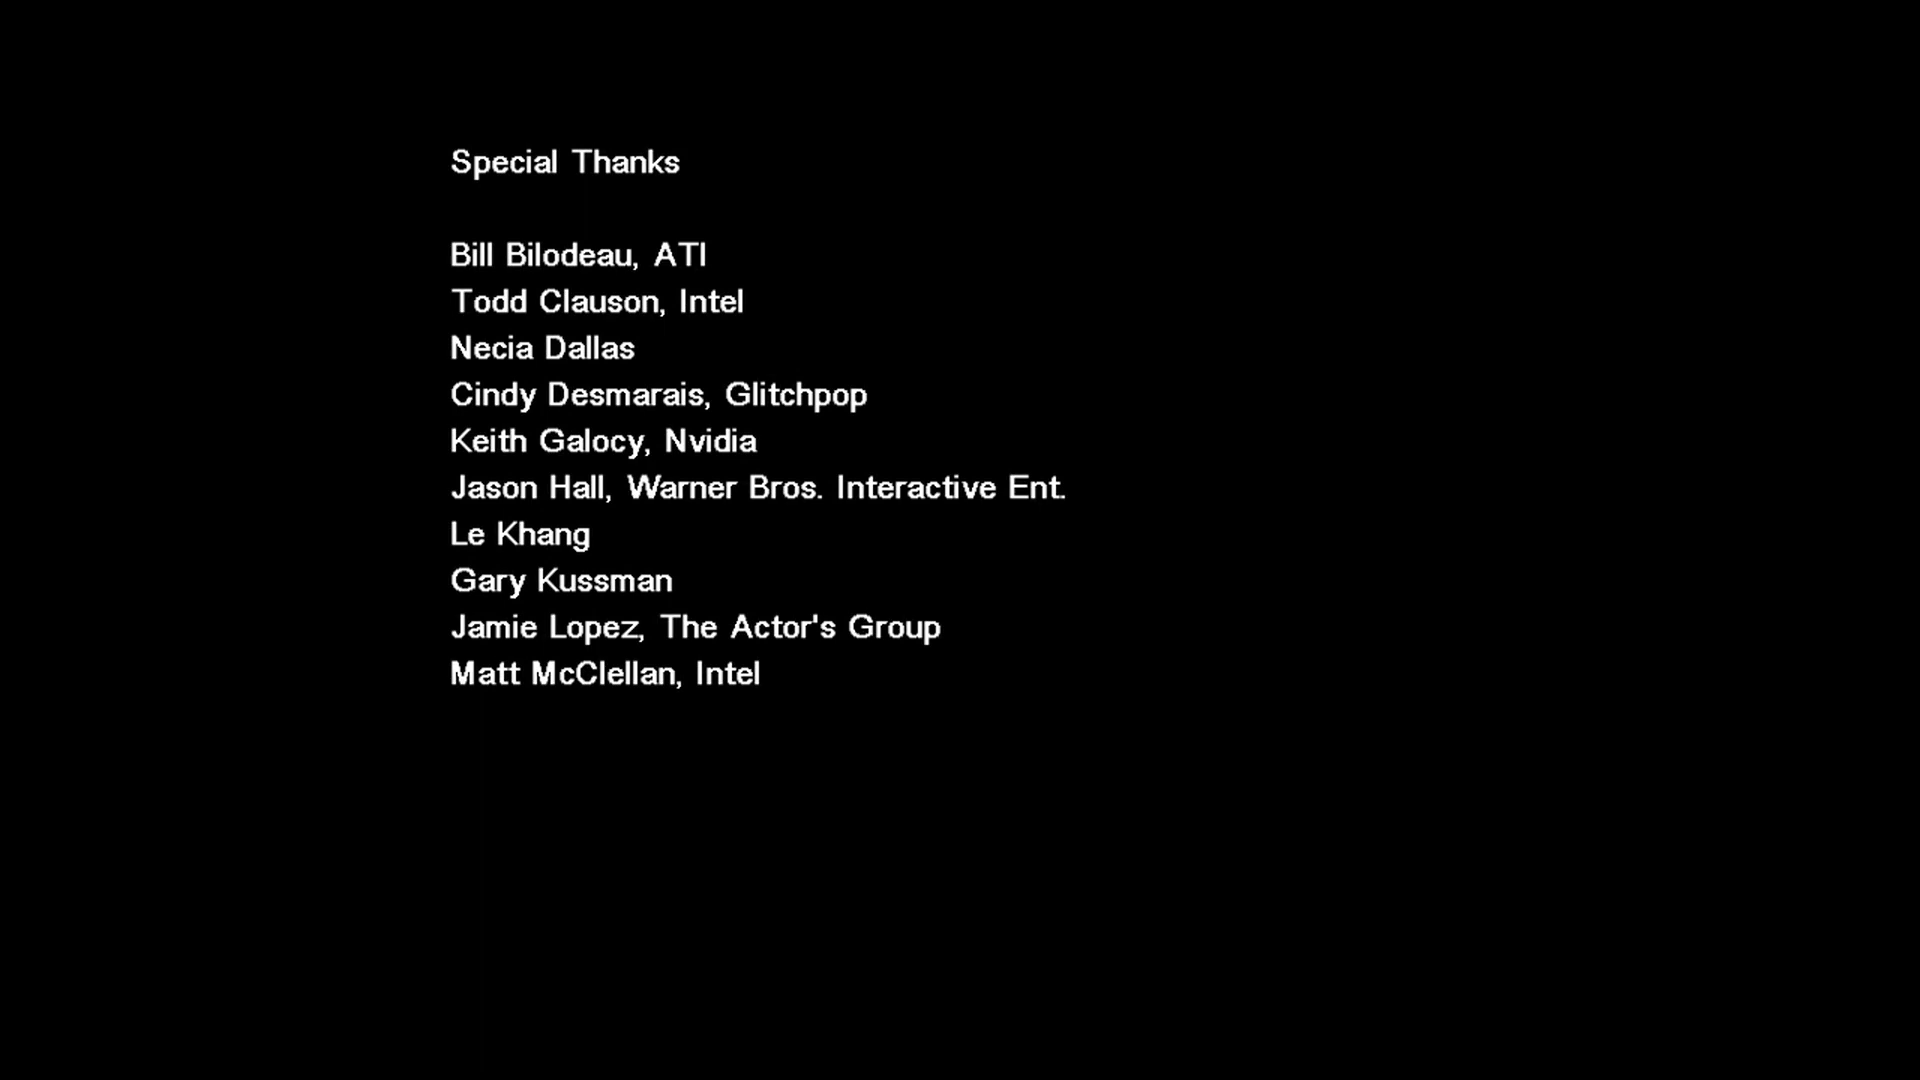 Special Thanks
Bill Bilodeau, ATI
Todd Clauson, Intel
Necia Dallas
Cindy Desmarais, Glitchpop
Keith Galocy, Nvidia
Jason Hall, Warner Bros. Interactive Ent.
Le Khang
Gary Kussman
Jamie Lopez, The Actor's Group
Matt McClellan, Intel